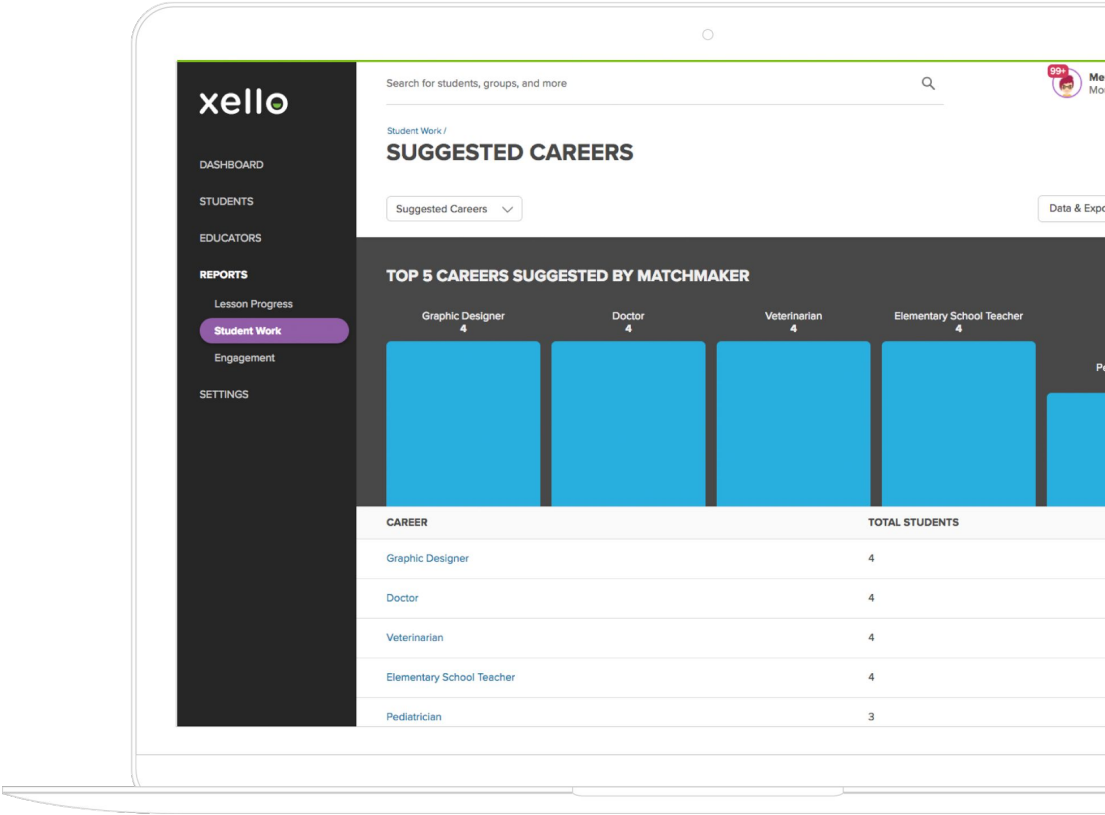 xello
Search for students, groups, and more
99+
Student Work /
SUGGESTED CAREERS
DASHBOARD
STUDENTS
EDUCATORS
REPORTS
Lesson Progress
Student Work
Engagement
SETTINGS
Suggested Careers
Data &
TOP 5 CAREERS SUGGESTED BY MATCHMAKER
Graphic Designer
4
Doctor
4
Veterinarian
4
Elementary School Teacher
4
CAREER TOTAL STUDENTS
Graphic Designer 4
Doctor 4
Veterinarian 4
Elementary School Teacher 4
Pediatrician 3